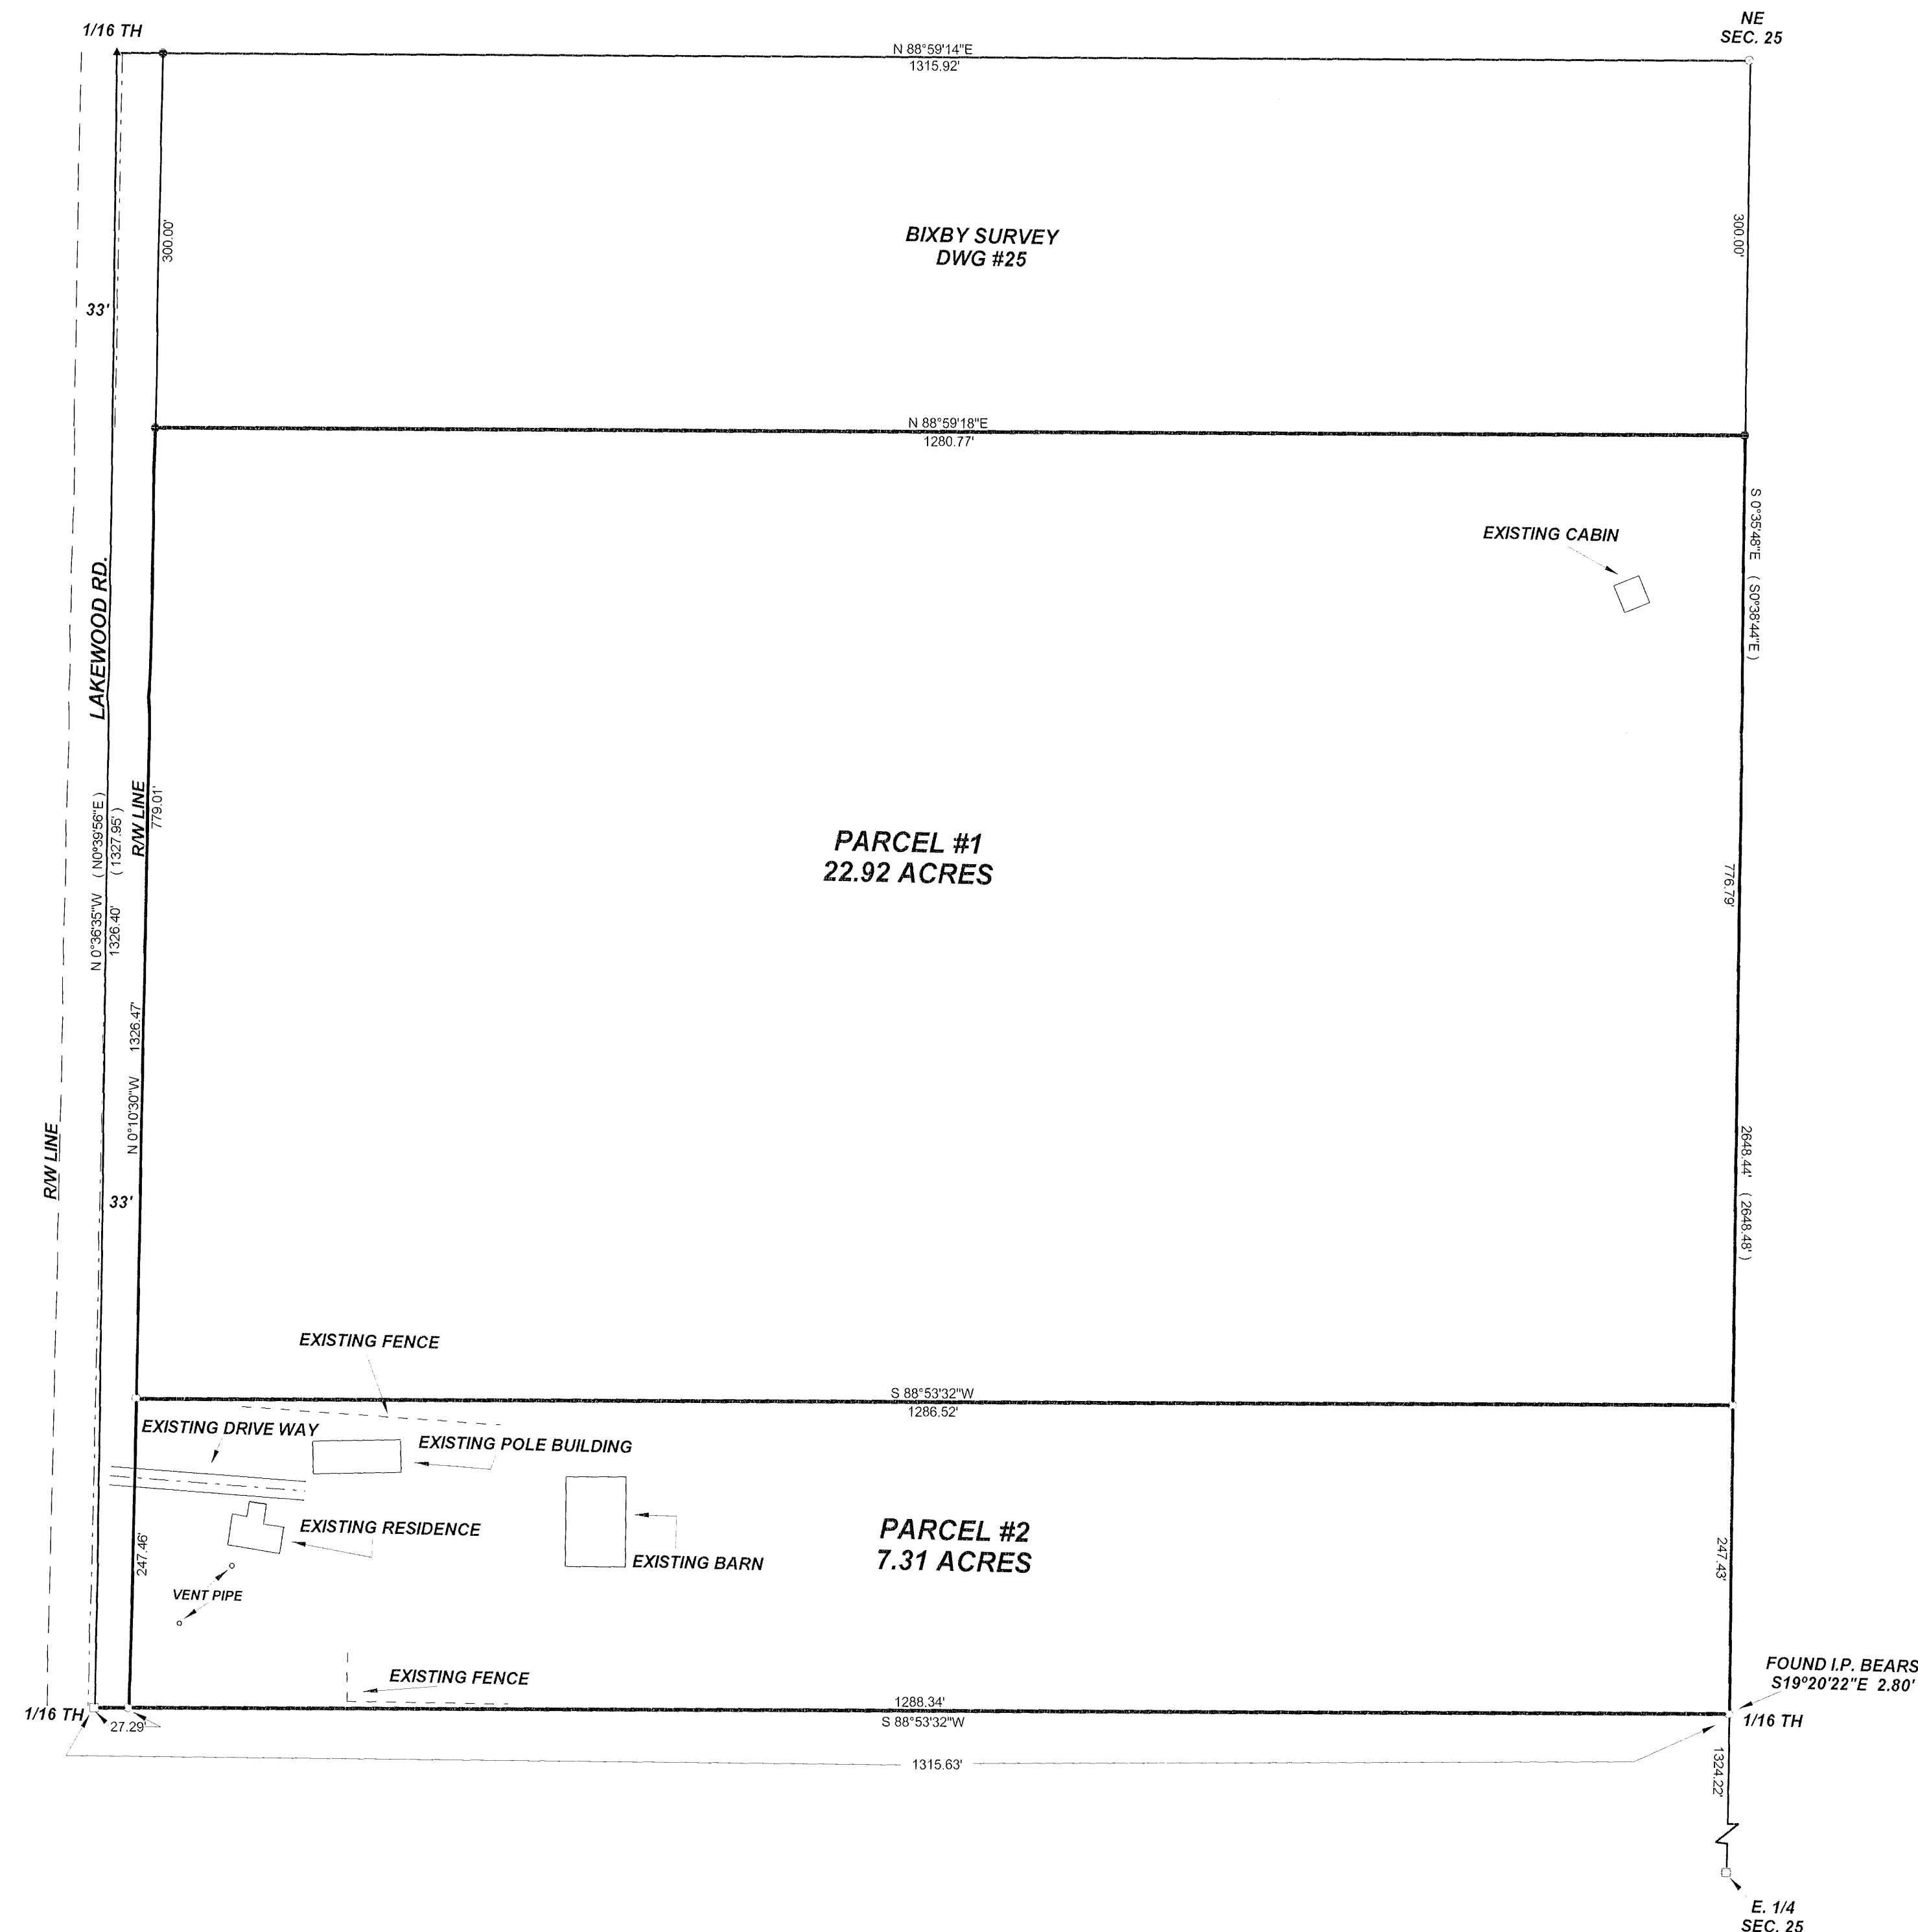 1/16 TH
NE
SEC. 25
N 88°59'14"E
1315.92'
300.00'
BIXBY SURVEY
DWG #25
300.00'
33'
N 88°59'18"E
1280.77'
S 0°35'48"E ( S0°38'44"E )
EXISTING CABIN
LAKEWOOD RD.
N 0°36'35"W ( N0°39'56"E )
1326.40' ( 1327.95' )
R/W LINE
779.01'
PARCEL #1
22.92 ACRES
776.79'
N 0°10'30"W 1326.47'
R/W LINE
33'
2648.44' ( 2648.48' )
EXISTING FENCE
S 88°53'32"W
1286.52'
EXISTING DRIVE WAY
EXISTING POLE BUILDING
EXISTING RESIDENCE
EXISTING BARN
PARCEL #2
7.31 ACRES
247.46'
247.43'
VENT PIPE
EXISTING FENCE
FOUND I.P. BEARS
S19°20'22"E 2.80'
1288.34'
S 88°53'32"W
1/16 TH
27.29'
1/16 TH
1315.63'
1324.22'
E. 1/4
SEC. 25